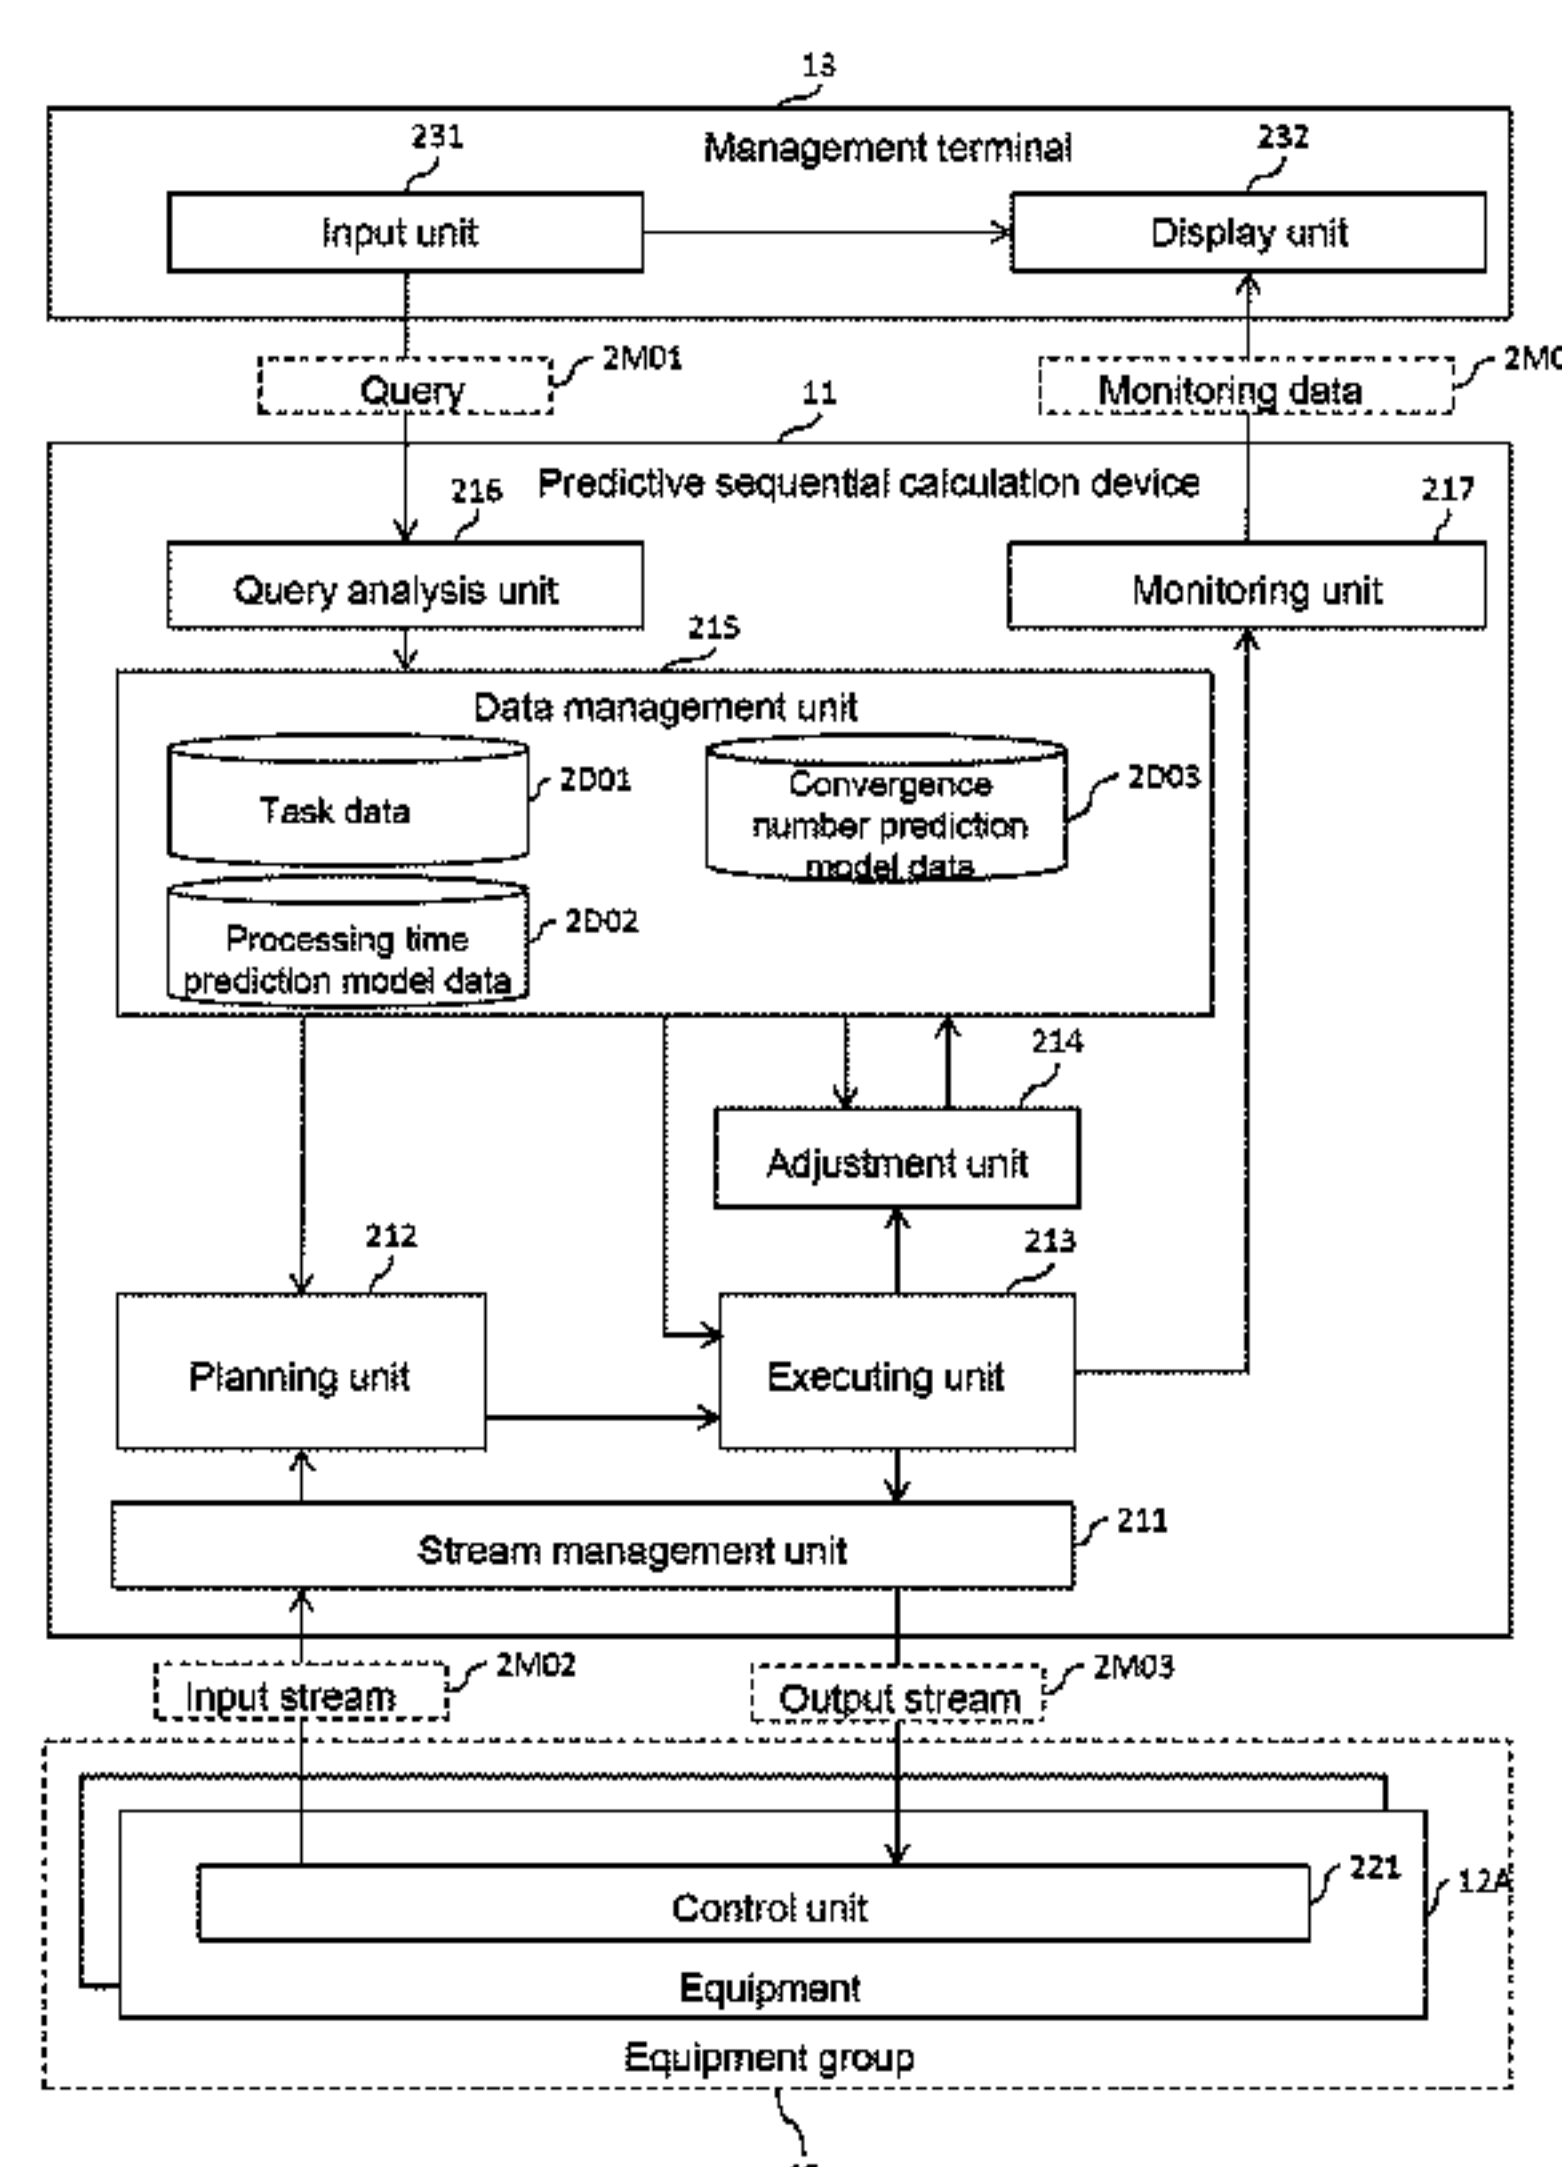 13
Management terminal
231
232
Input unit
Display unit
2M01
Query
Monitoring data
11
Predictive sequential calculation device
216
217
Query analysis unit
Monitoring unit
215
Data management unit
2D01
Task data
2D03
Convergence
number prediction
model data
2D02
Processing time
prediction model data
214
Adjustment unit
212
213
Planning unit
Executing unit
211
Stream management unit
2M02
Input stream
2M03
Output stream
221
12A
Control unit
Equipment
Equipment group